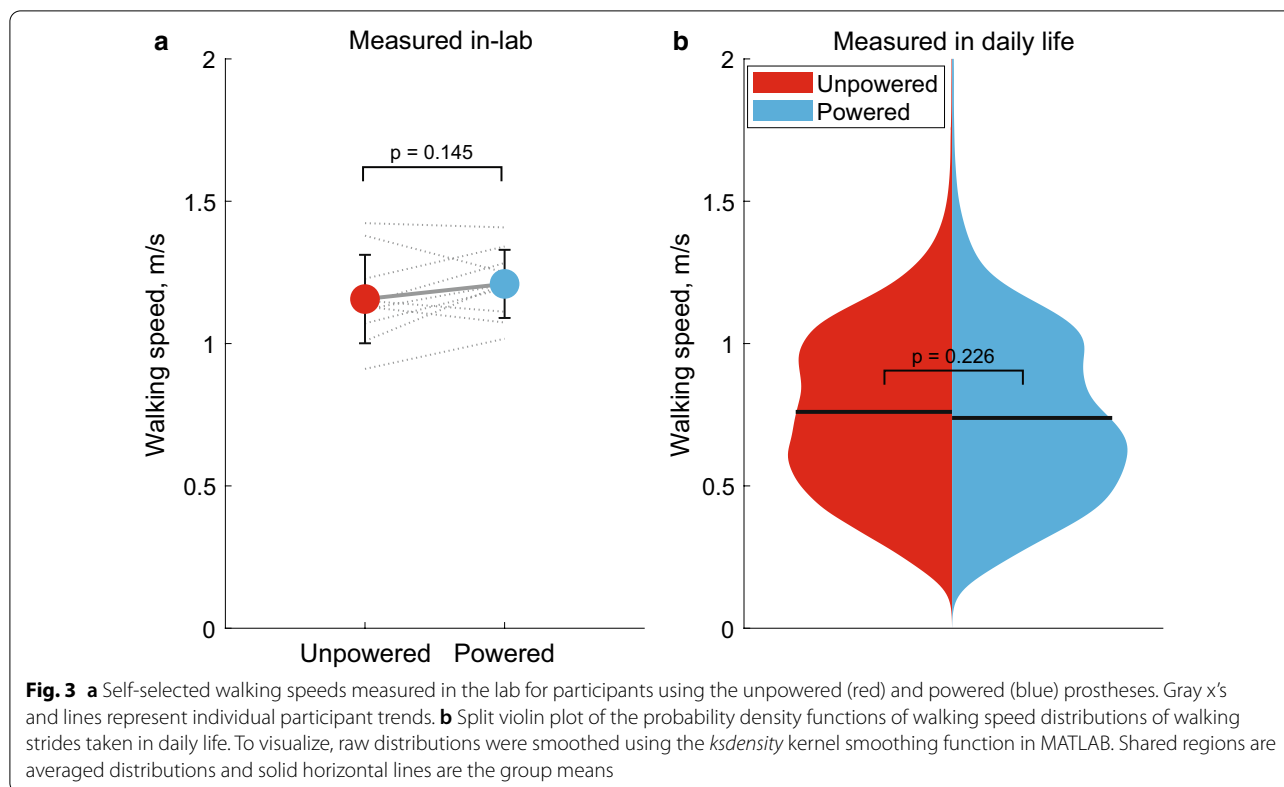 a
Measured in-lab
2
1.5
1
0.5
0
Walking speed, m/s
p = 0.145
Unpowered
Powered
b
Measured in daily life
2
1.5
1
0.5
0
Walking speed, m/s
Unpowered
Powered
p = 0.226
Fig. 3 a Self-selected walking speeds measured in the lab for participants using the unpowered (red) and powered (blue) prostheses. Gray x's
and lines represent individual participant trends. b Split violin plot of the probability density functions of walking speed distributions of walking
strides taken in daily life. To visualize, raw distributions were smoothed using the ksdensity kernel smoothing function in MATLAB. Shared regions are
averaged distributions and solid horizontal lines are the group means